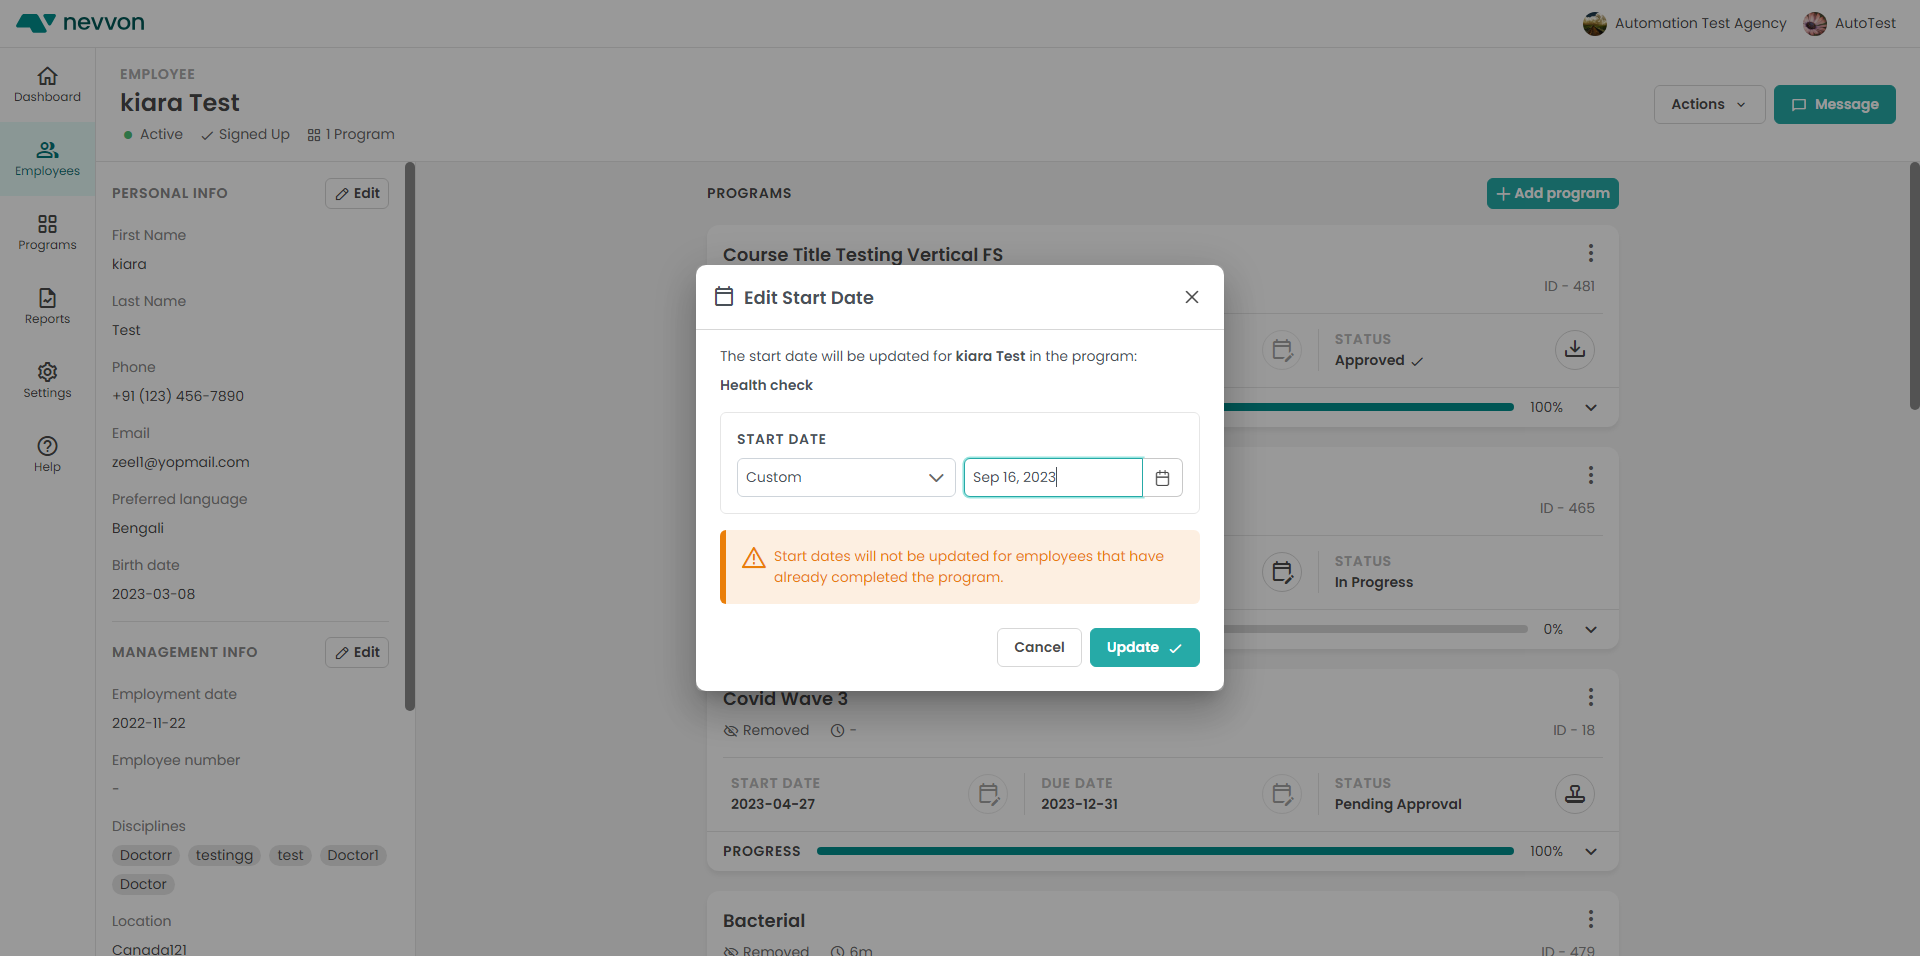 nevvon
Automation Test Agency
AutoTest
Dashboard
Employees
Programs
Reports
Settings
Help
EMPLOYEE
kiara Test
Active
Signed Up
1 Program
Actions
Message
PERSONAL INFO
Edit
First Name
kiara
Last Name
Test
Phone
+91 (123) 456-7890
Email
zeel1@yopmail.com
Preferred language
Bengali
Birth date
2023-03-08
MANAGEMENT INFO
Edit
Employment date
2022-11-22
Employee number
-
Disciplines
Doctorr testingg test Doctor1
Doctor
Location
Canada121
PROGRAMS
Add program
Course Title Testing Vertical FS
ID - 481
STATUS
Approved
100%
ID - 465
STATUS
In Progress
0%
Edit Start Date
The start date will be updated for kiara Test in the program:
Health check
START DATE
Custom
Sep 16, 2023
Start dates will not be updated for employees that have
already completed the program.
Cancel
Update
Covid Wave 3
Removed -
ID - 18
START DATE
2023-04-27
DUE DATE
2023-12-31
STATUS
Pending Approval
PROGRESS
100%
Bacterial
Removed 6m
ID - 479